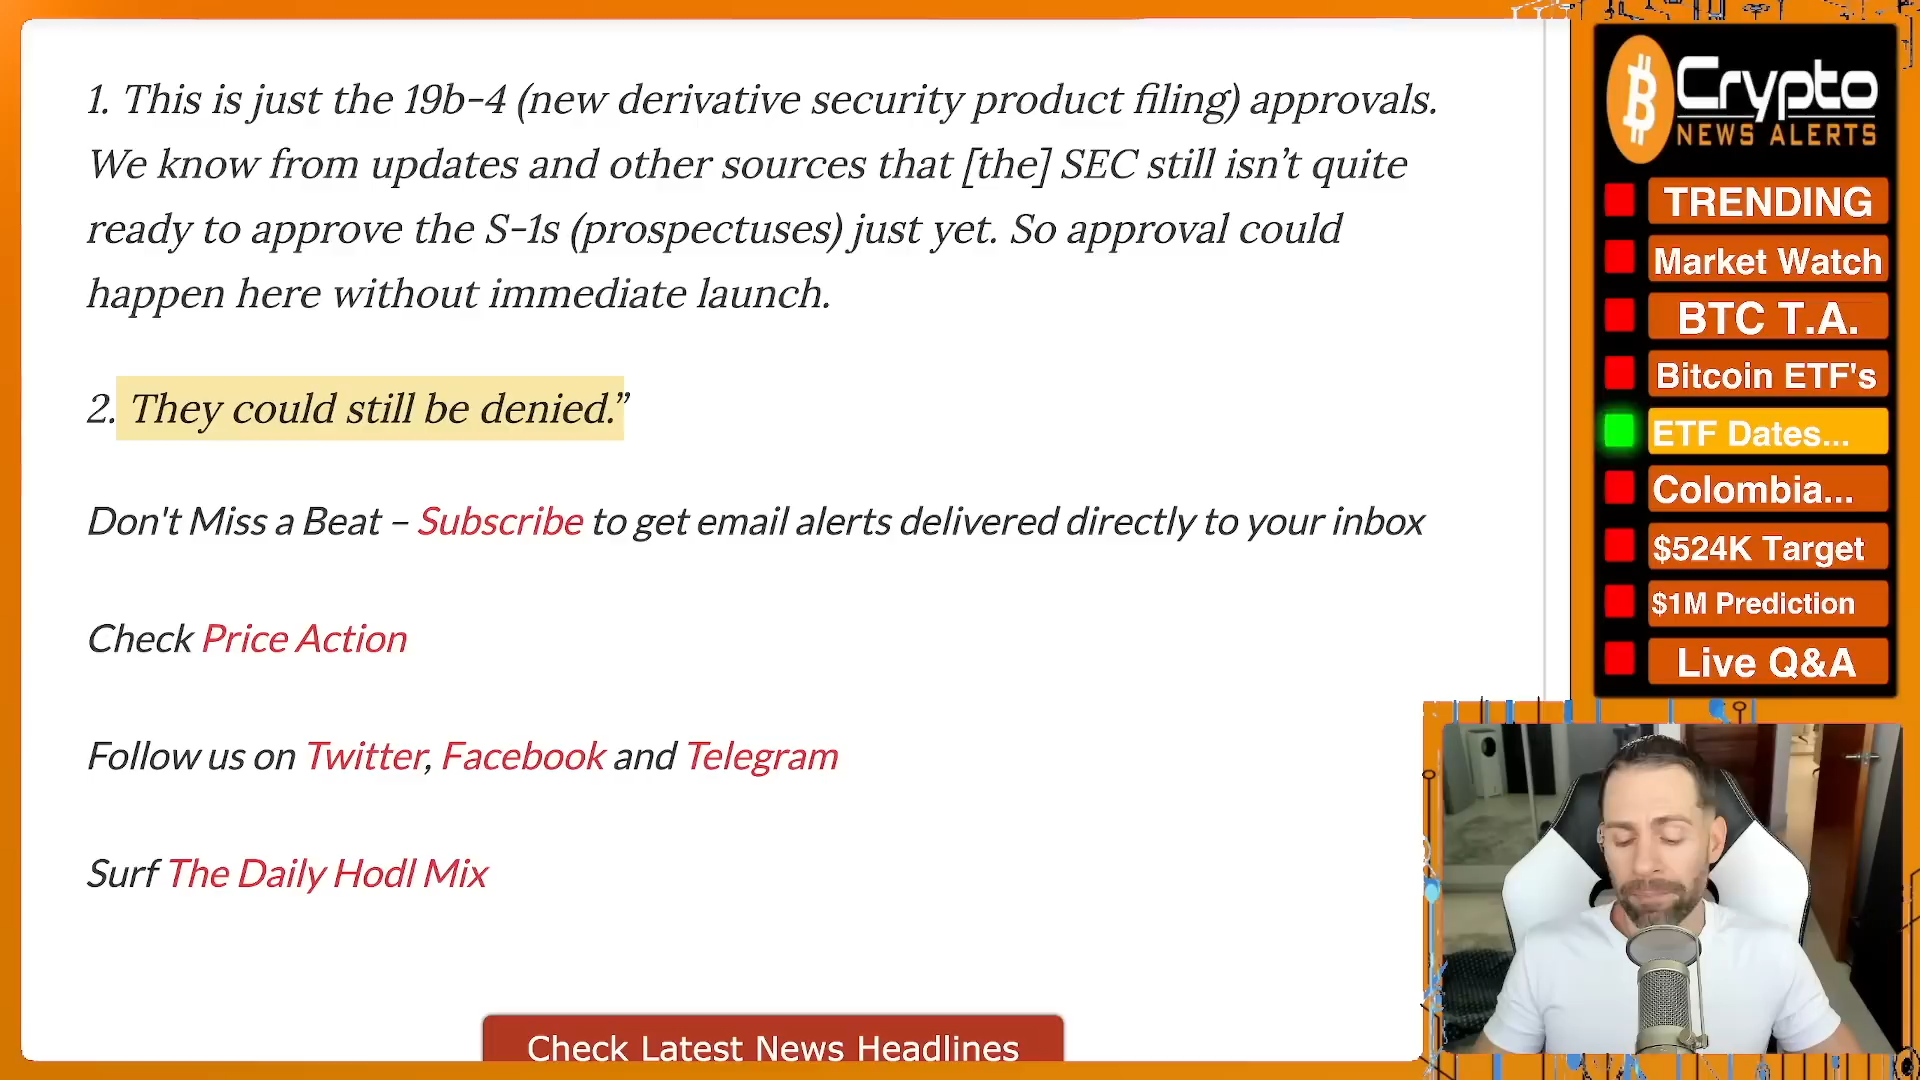 1. This is just the 19b-4 (new derivative security product filing) approvals.
We know from updates and other sources that [the] SEC still isn’t quite
ready to approve the S-1s (prospectuses) just yet. So approval could
happen here without immediate launch.
2. They could still be denied.”
Don't Miss a Beat – Subscribe to get email alerts delivered directly to your inbox
Check Price Action
Follow us on Twitter, Facebook and Telegram
Surf The Daily Hodl Mix
Check Latest News Headlines
Crypto
NEWS ALERTS
TRENDING
Market Watch
BTC T.A.
Bitcoin ETF's
ETF Dates...
Colombia...
$524K Target
$1M Prediction
Live Q&A